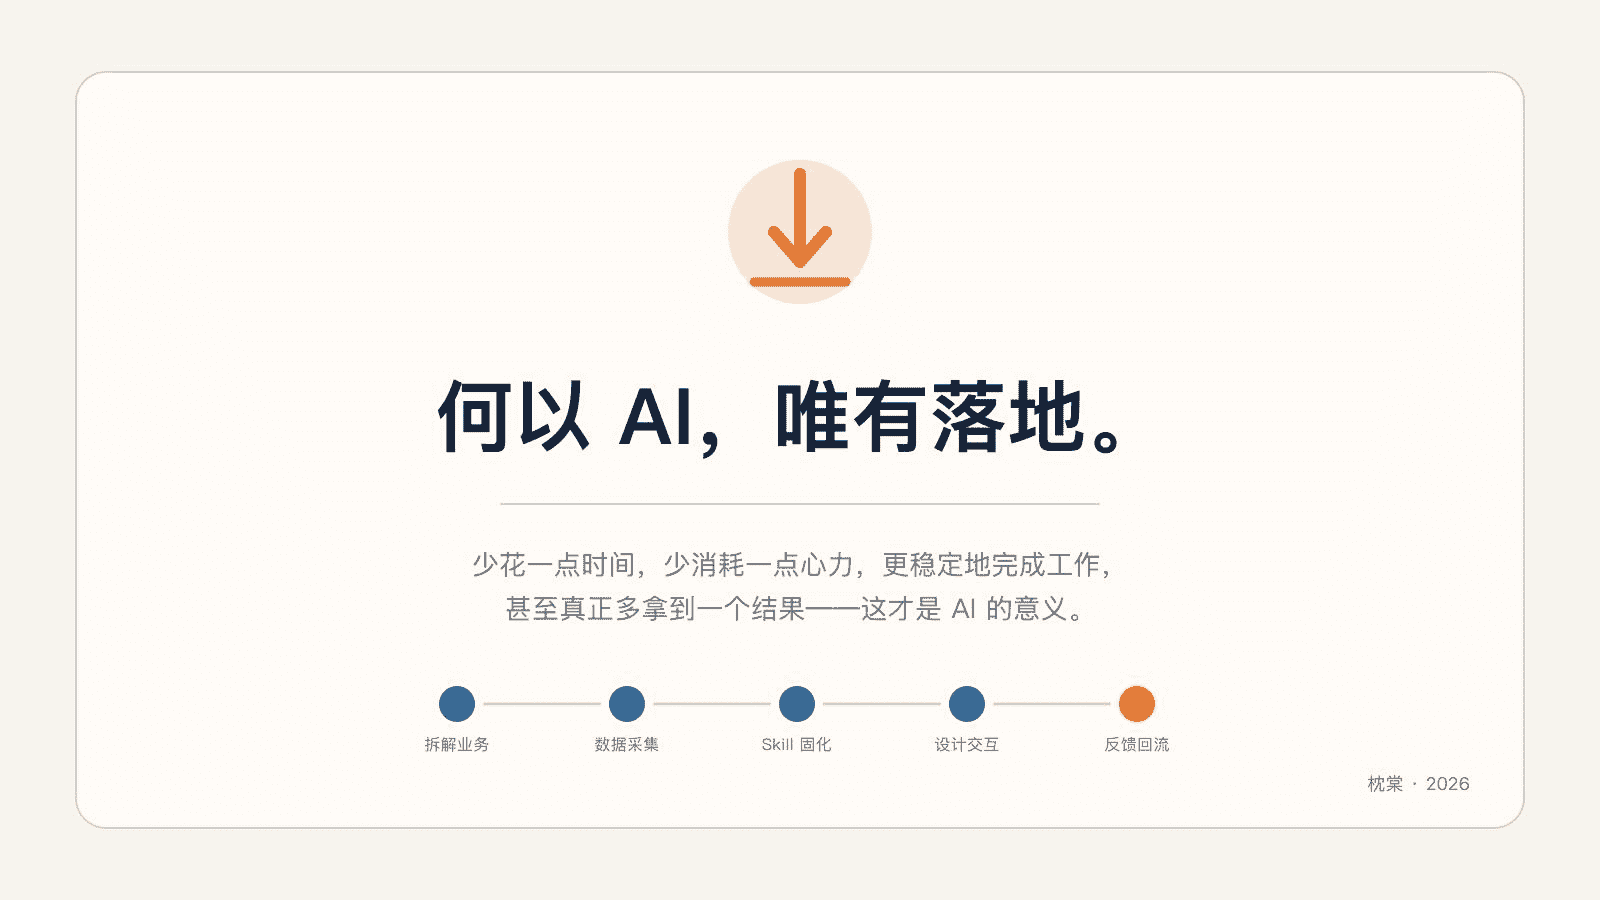 何以 AI，唯有落地。
少花一点时间，少消耗一点心力，更稳定地完成工作，
甚至真正多拿到一个结果——这才是 AI 的意义。
拆解业务
数据采集
Skill 固化
设计交互
反馈回流
枕棠 · 2026